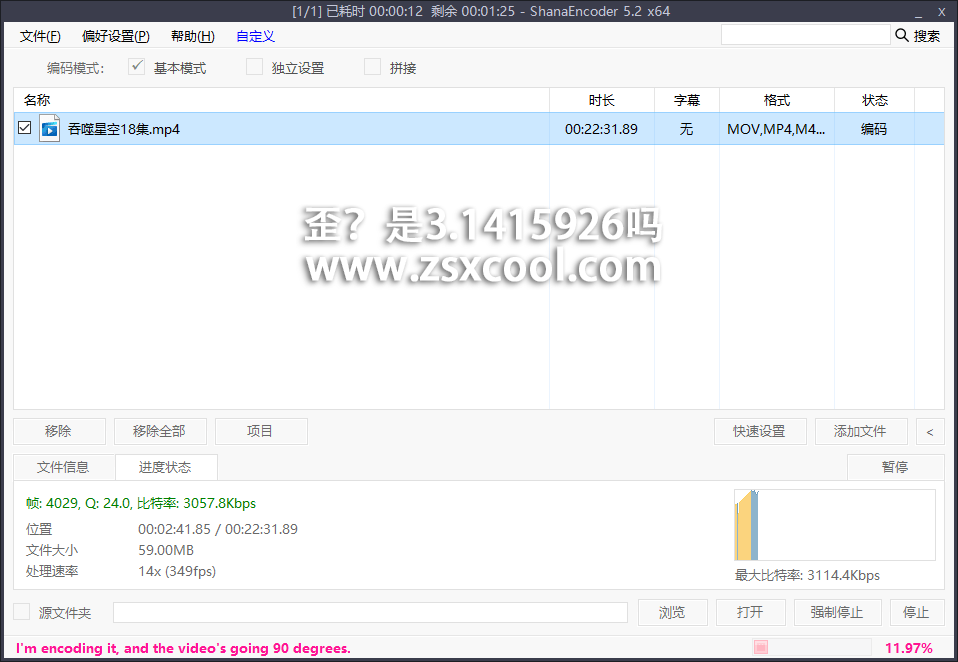 [1/1] 已耗时 00:00:12 剩余 00:01:25 - ShanaEncoder 5.2 x64 _ x
文件(F) 偏好设置(P) 帮助(H) 自定义 搜索
编码模式: 基本模式 独立设置 拼接
名称 时长 字幕 格式 状态
吞噬星空18集.mp4 00:22:31.89 无 MOV,MP4,M4... 编码
歪？是3.1415926吗
www.zsxcool.com
移除 移除全部 项目 快速设置 添加文件 <
文件信息 进度状态 暂停
帧: 4029, Q: 24.0, 比特率: 3057.8Kbps
位置 00:02:41.85 / 00:22:31.89
文件大小 59.00MB
处理速率 14x (349fps)
最大比特率: 3114.4Kbps
源文件夹 浏览 打开 强制停止 停止
I'm encoding it, and the video's going 90 degrees. 11.97%